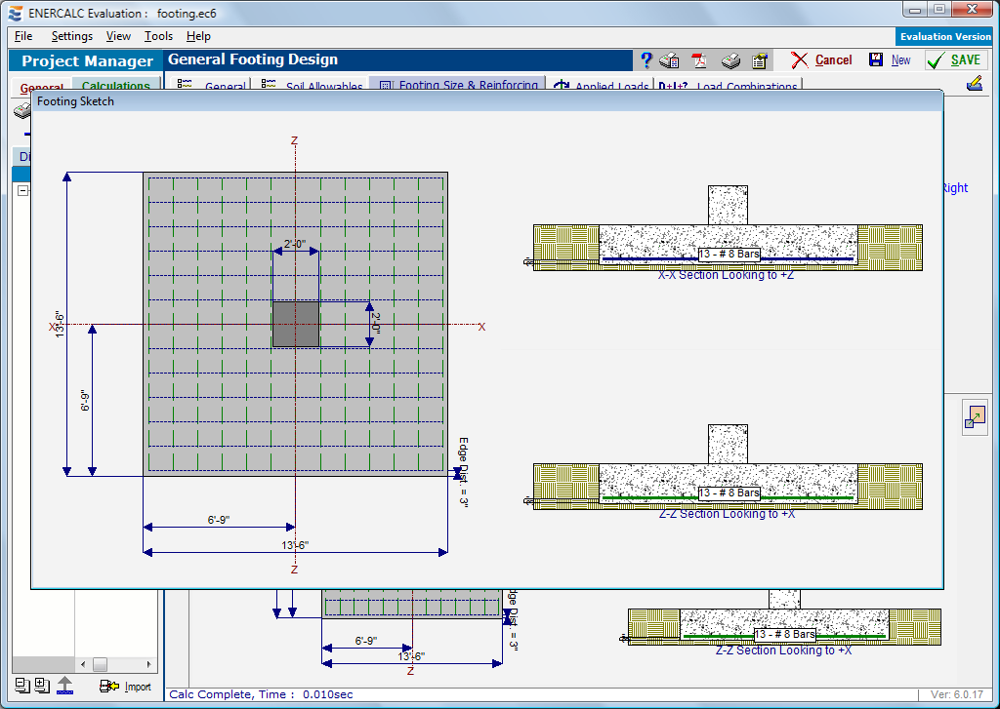 ENERCALC Evaluation : footing.ec6
File Settings View Tools Help
Evaluation Version
Project Manager
General Footing Design
? Cancel New SAVE
General Calculations General Soil Allowables Footing Size & Reinforcing Applied Loads D+L+? Load Combinations
Footing Sketch
Di
Right
Z
2'-0"
2'-0"
X
X
13'-6"
6'-9"
Edge Dist. = 3"
6'-9"
13'-6"
Z
13 - # 8 Bars
X-X Section Looking to +Z
13 - # 8 Bars
Z-Z Section Looking to +X
Edge Dist. = 3"
6'-9"
13'-6"
Z
13 - # 8 Bars
Z-Z Section Looking to +X
Import
Calc Complete, Time : 0.010sec
Ver: 6.0.17